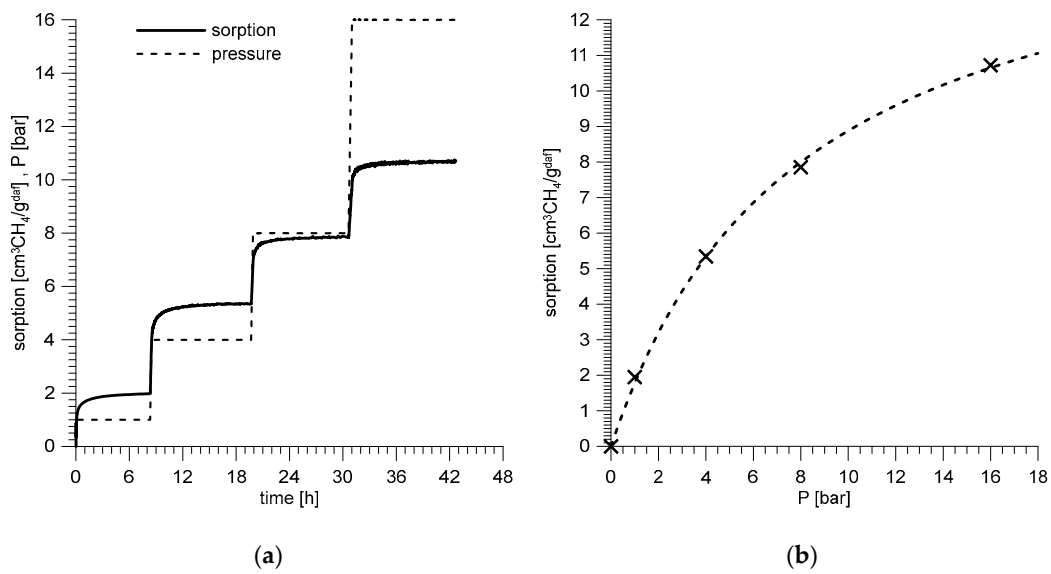 16
14
12
10
8
6
4
2
0
sorption [cm³CH₄/gᵈᵃᶠ] , P [bar]
sorption
pressure
0 6 12 18 24 30 36 42 48
time [h]
(a)
12
11
10
9
8
7
6
5
4
3
2
1
0
sorption [cm³CH₄/gᵈᵃᶠ]
0 2 4 6 8 10 12 14 16 18
P [bar]
(b)